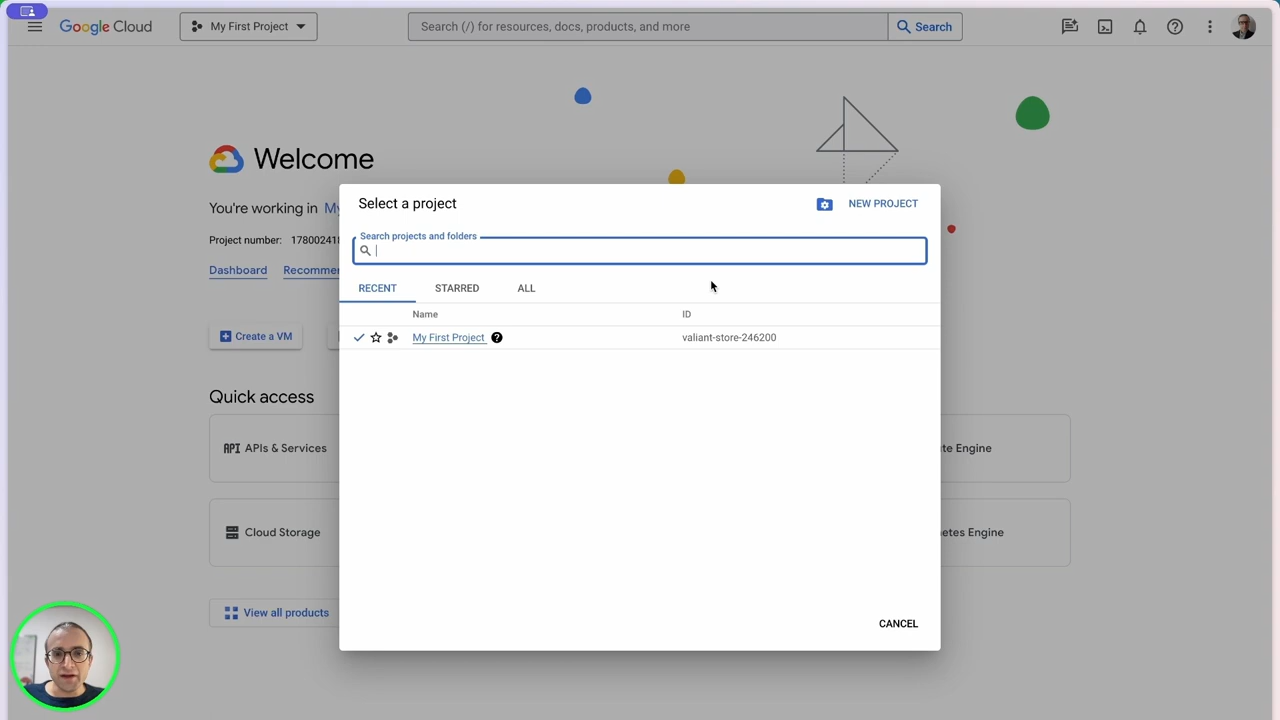 Google Cloud
My First Project
Search (/) for resources, docs, products, and more
Search
Welcome
You're working in My
Project number: 17800241
Dashboard
Recommen
Create a VM
Quick access
API APIs & Services
te Engine
Cloud Storage
etes Engine
View all products
Select a project
NEW PROJECT
Search projects and folders
RECENT
STARRED
ALL
Name
ID
My First Project
valiant-store-246200
CANCEL